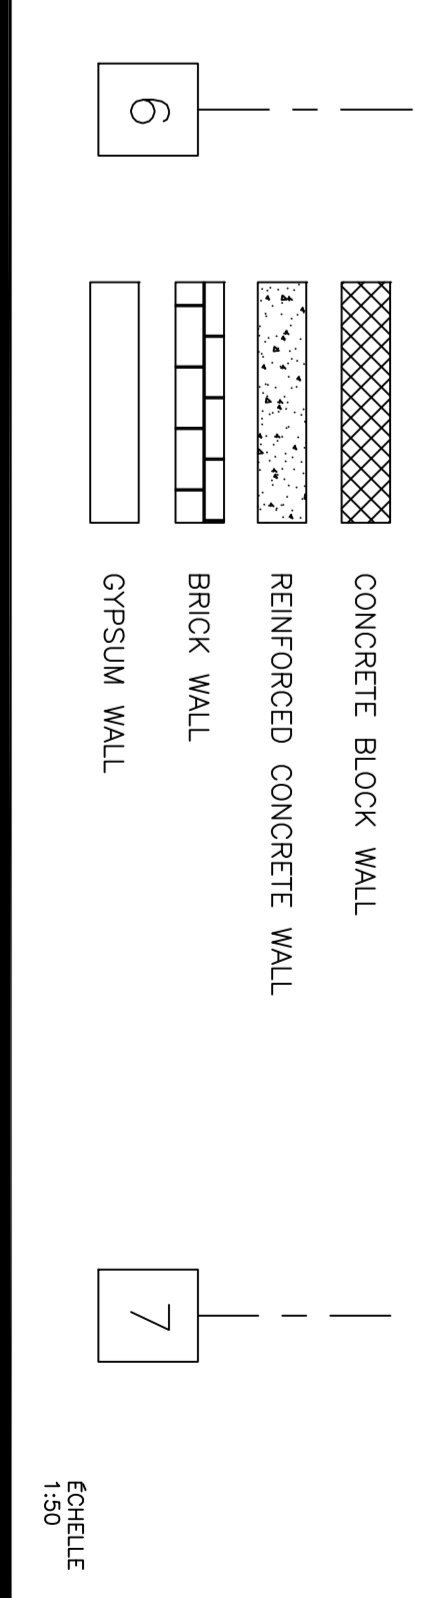 6
CONCRETE BLOCK WALL
REINFORCED CONCRETE WALL
BRICK WALL
GYPSUM WALL
7
ÉCHELLE
1:50